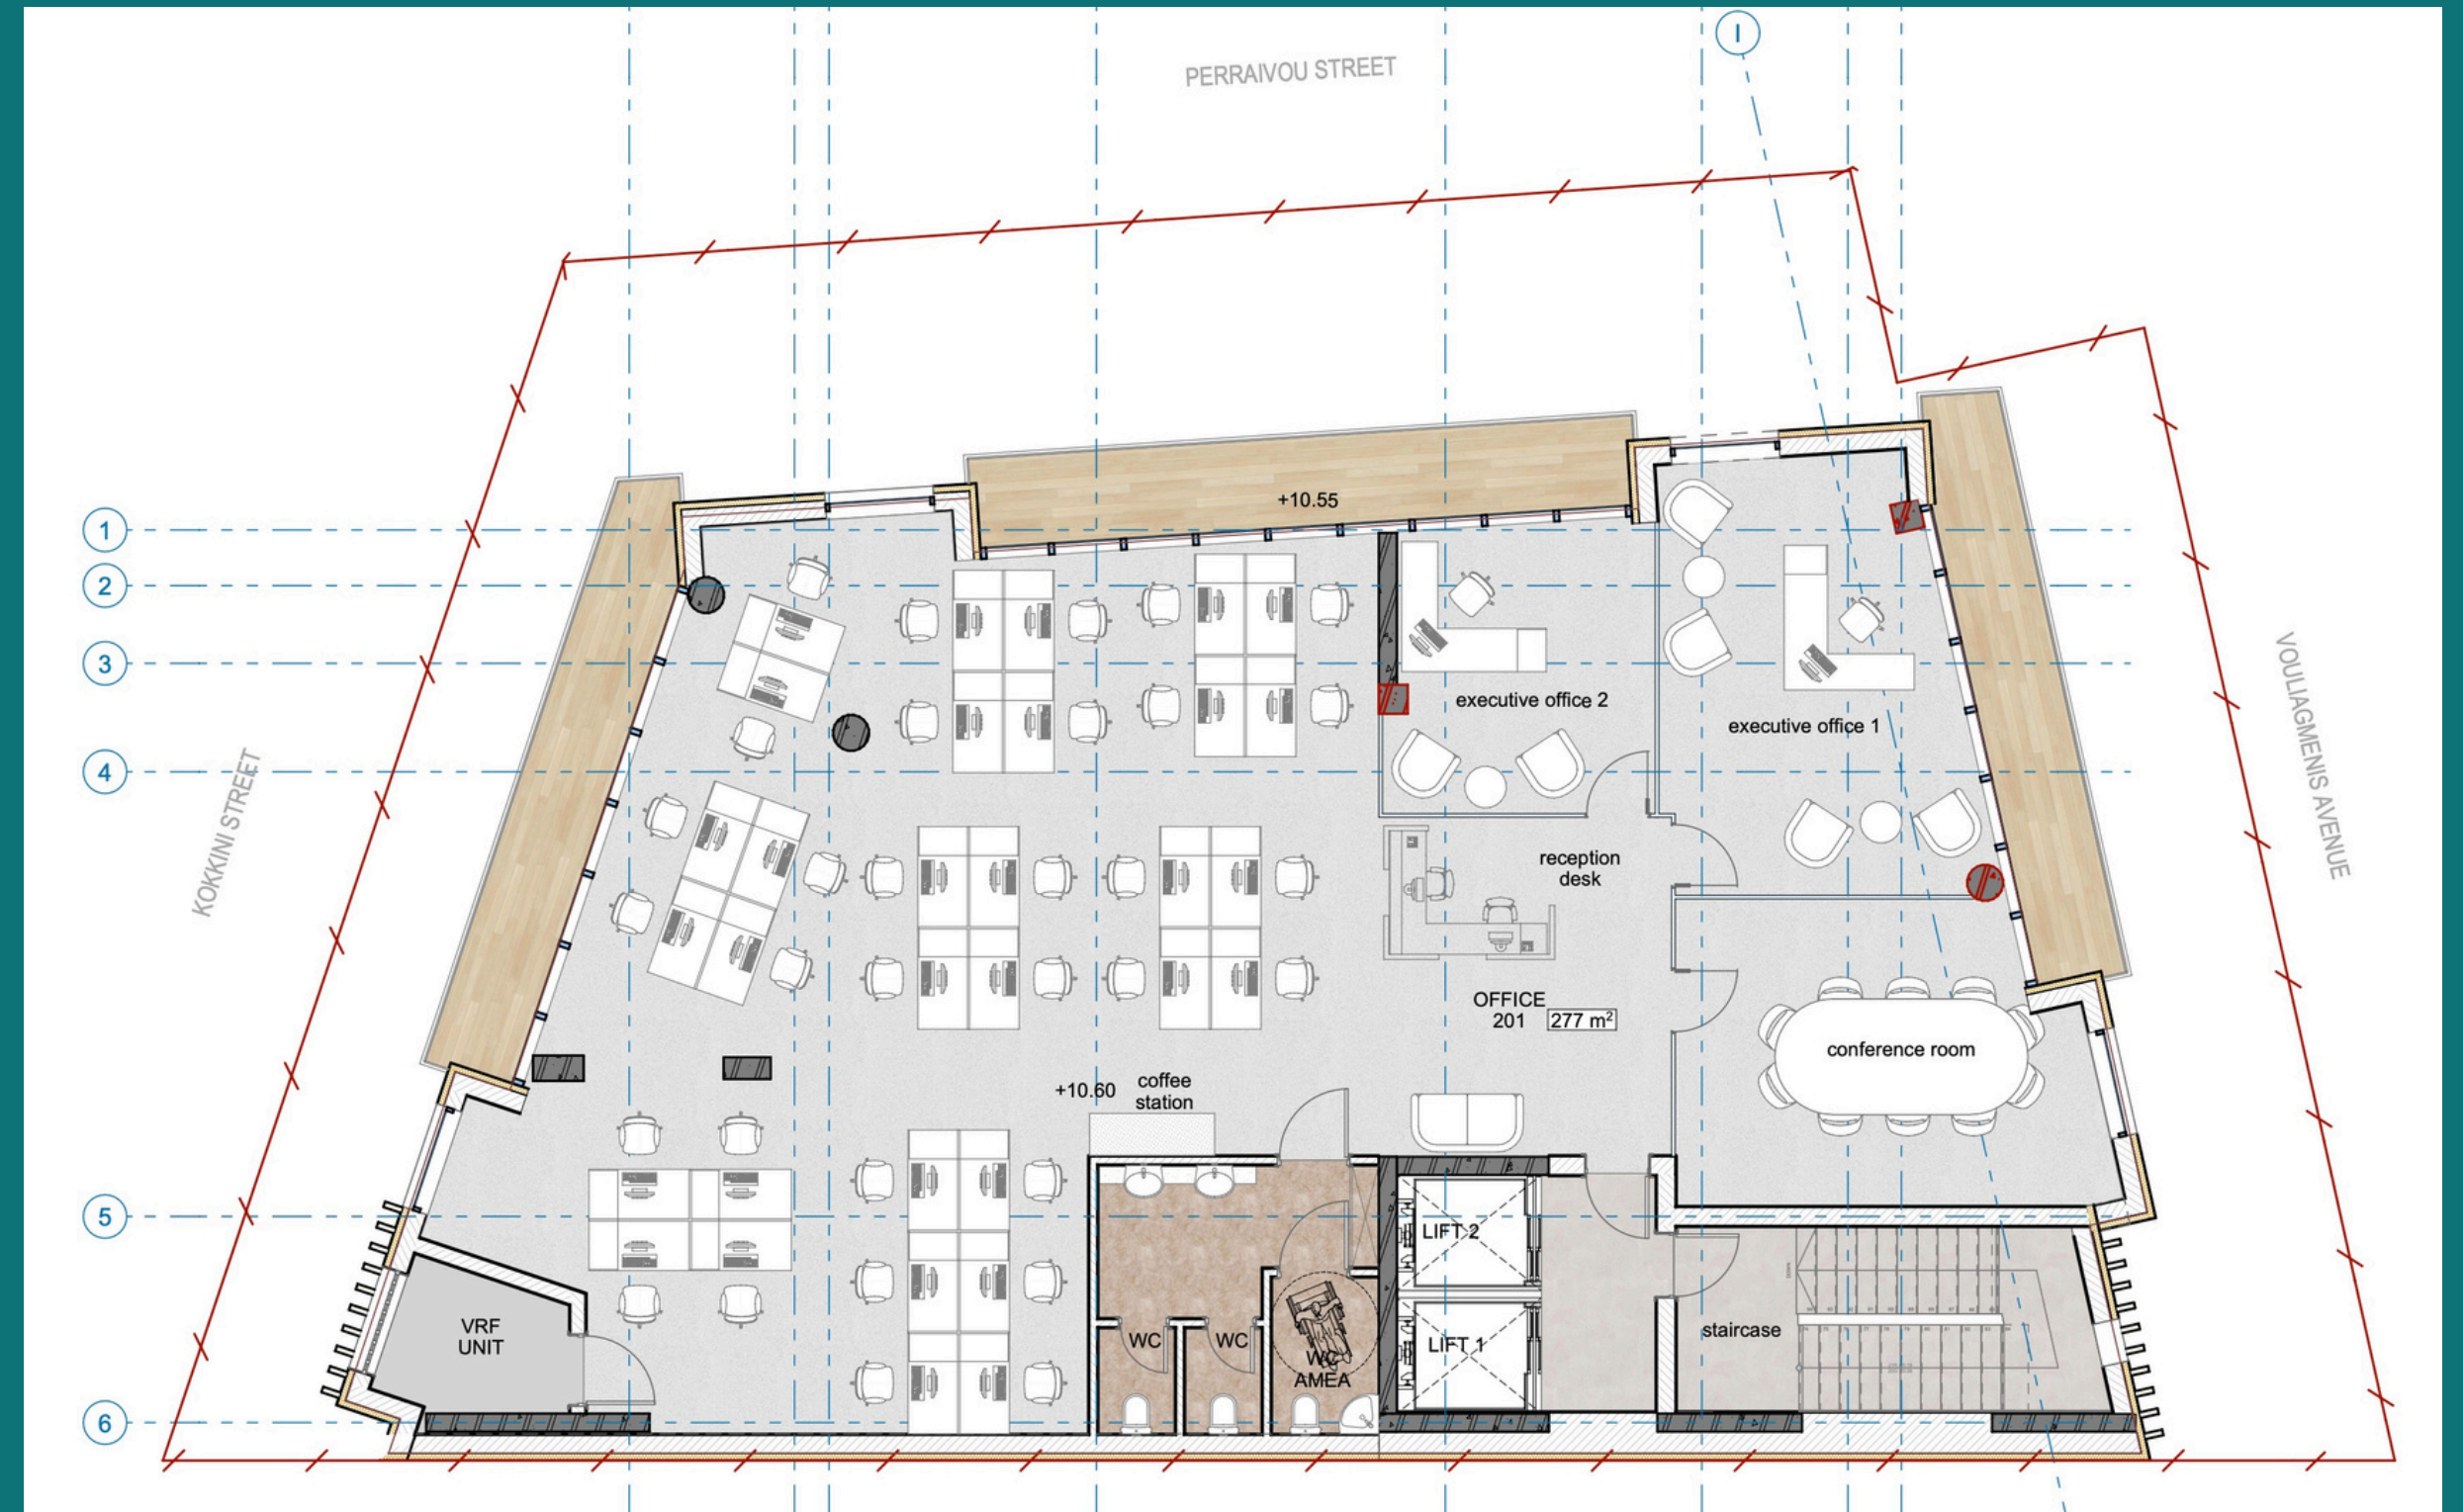 I
PERRAIVOU STREET
+10.55
1
2
3
4
5
6
KOKKINI STREET
VOULIAGMENIS AVENUE
executive office 2
executive office 1
reception
desk
OFFICE
201 277 m²
conference room
+10.60
coffee
station
LIFT 2
LIFT 1
VRF
UNIT
WC
WC
WC
AMEA
staircase